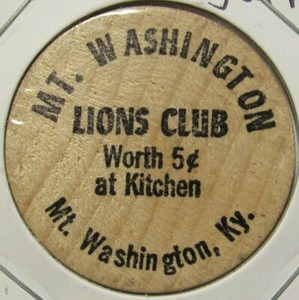 MT. WASHINGTON
LIONS CLUB
Worth 5¢
at Kitchen
Mt. Washington, Ky.